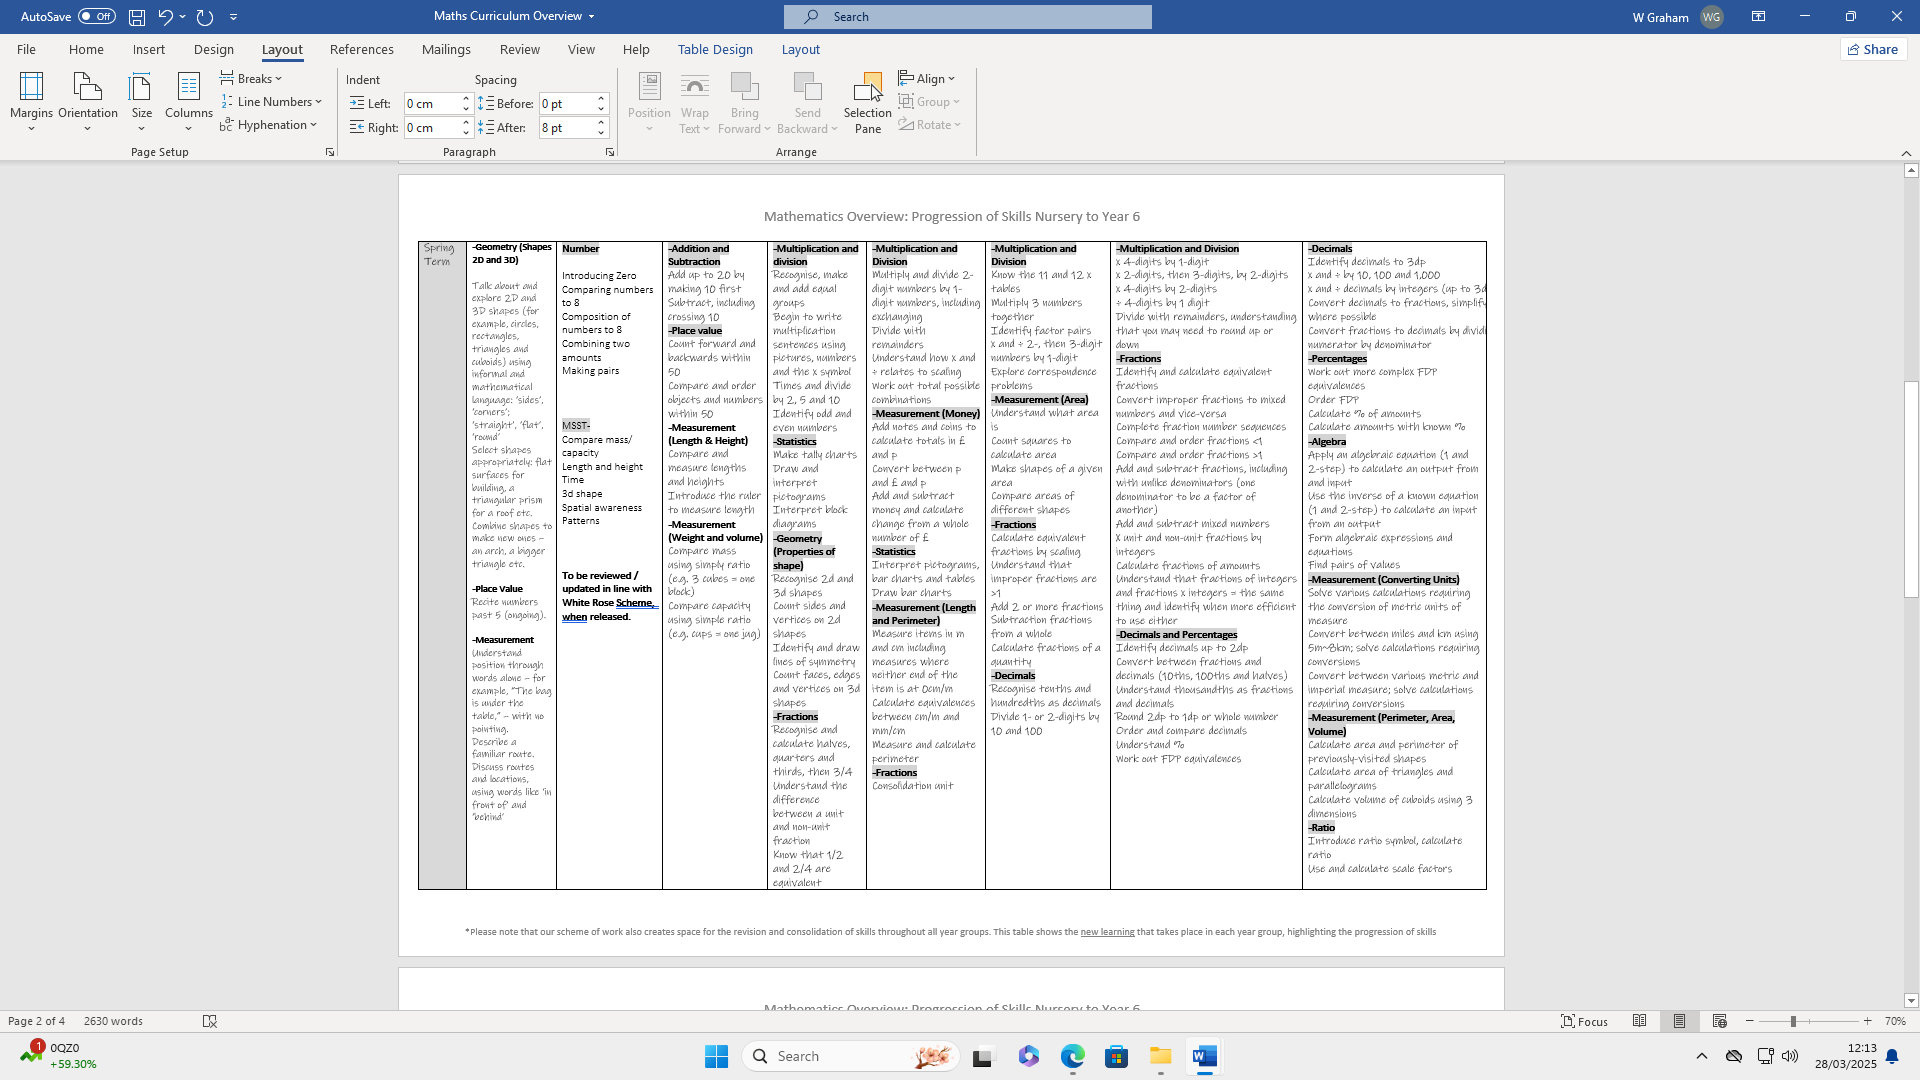 AutoSave Off
Maths Curriculum Overview
Search
W Graham WG
File Home Insert Design Layout References Mailings Review View Help Table Design Layout
Share
Margins Orientation Size Columns
Breaks
Line Numbers
Hyphenation
Page Setup
Indent Spacing
Left: 0 cm Before: 0 pt
Right: 0 cm After: 8 pt
Paragraph
Position
Wrap
Text
Bring
Forward
Send
Backward
Selection
Pane
Align
Group
Rotate
Arrange
Mathematics Overview: Progression of Skills Nursery to Year 6
Spring
Term
-Geometry (Shapes
2D and 3D)
Talk about and
explore 2D and
3D shapes (for
example, circles,
rectangles,
triangles and
cuboids) using
informal and
mathematical
language: 'sides',
'corners';
'straight', 'flat',
'round'
Select shapes
appropriately: flat
surfaces for
building, a
triangular prism
for a roof etc.
Combine shapes to
make new ones –
an arch, a bigger
triangle etc.
-Place Value
Recite numbers
past 5 (ongoing).
-Measurement
Understand
position through
words alone – for
example, "The bag
is under the
table," – with no
pointing.
Describe a
familiar route.
Discuss routes
and locations,
using words like 'in
front of' and
'behind'
Number
Introducing Zero
Comparing numbers
to 8
Composition of
numbers to 8
Combining two
amounts
Making pairs
MSST-
Compare mass/
capacity
Length and height
Time
3d shape
Spatial awareness
Patterns
To be reviewed /
updated in line with
White Rose Scheme,
when released.
-Addition and
Subtraction
Add up to 20 by
making 10 first
Subtract, including
crossing 10
-Place value
Count forward and
backwards within
50
Compare and order
objects and numbers
within 50
-Measurement
(Length & Height)
Compare and
measure lengths
and heights
Introduce the ruler
to measure length
-Measurement
(Weight and volume)
Compare mass
using simply ratio
(e.g. 3 cubes = one
block)
Compare capacity
using simple ratio
(e.g. cups = one jug)
-Multiplication and
division
Recognise, make
and add equal
groups
Begin to write
multiplication
sentences using
pictures, numbers
and the x symbol
Times and divide
by 2, 5 and 10
Identify odd and
even numbers
-Statistics
Make tally charts
Draw and
interpret
pictograms
Interpret block
diagrams
-Geometry
(Properties of
shape)
Recognise 2d and
3d shapes
Count sides and
vertices on 2d
shapes
Identify and draw
lines of symmetry
Count faces, edges
and vertices on 3d
shapes
-Fractions
Recognise and
calculate halves,
quarters and
thirds, then 3/4
Understand the
difference
between a unit
and non-unit
fraction
Know that 1/2
and 2/4 are
equivalent
-Multiplication and
Division
Multiply and divide 2-
digit numbers by 1-
digit numbers, including
exchanging
Divide with
remainders
Understand how x and
÷ relates to scaling
Work out total possible
combinations
-Measurement (Money)
Add notes and coins to
calculate totals in £
and p
Convert between p
and £ and p
Add and subtract
money and calculate
change from a whole
number of £
-Statistics
Interpret pictograms,
bar charts and tables
Draw bar charts
-Measurement (Length
and Perimeter)
Measure items in m
and cm including
measures where
neither end of the
item is at 0cm/m
Calculate equivalences
between cm/m and
mm/cm
Measure and calculate
perimeter
-Fractions
Consolidation unit
-Multiplication and
Division
Know the 11 and 12 x
tables
Multiply 3 numbers
together
Identify factor pairs
x and ÷ 2-, then 3-digit
numbers by 1-digit
Explore correspondence
problems
-Measurement (Area)
Understand what area
is
Count squares to
calculate area
Make shapes of a given
area
Compare areas of
different shapes
-Fractions
Calculate equivalent
fractions by scaling
Understand that
improper fractions are
>1
Add 2 or more fractions
Subtraction fractions
from a whole
Calculate fractions of a
quantity
-Decimals
Recognise tenths and
hundredths as decimals
Divide 1- or 2-digits by
10 and 100
-Multiplication and Division
x 4-digits by 1-digit
x 2-digits, then 3-digits, by 2-digits
x 4-digits by 2-digits
÷ 4-digits by 1 digit
Divide with remainders, understanding
that you may need to round up or
down
-Fractions
Identify and calculate equivalent
fractions
Convert improper fractions to mixed
numbers and vice-versa
Complete fraction number sequences
Compare and order fractions <1
Compare and order fractions >1
Add and subtract fractions, including
with unlike denominators (one
denominator to be a factor of
another)
Add and subtract mixed numbers
X unit and non-unit fractions by
integers
Calculate fractions of amounts
Understand that fractions of integers
and fractions x integers = the same
thing and identify when more efficient
to use either
-Decimals and Percentages
Identify decimals up to 2dp
Convert between fractions and
decimals (10ths, 100ths and halves)
Understand thousandths as fractions
and decimals
Round 2dp to 1dp or whole number
Order and compare decimals
Understand %
Work out FDP equivalences
-Decimals
Identify decimals to 3dp
x and ÷ by 10, 100 and 1,000
x and ÷ decimals by integers (up to 3d
Convert decimals to fractions, simplify
where possible
Convert fractions to decimals by dividi
numerator by denominator
-Percentages
Work out more complex FDP
equivalences
Order FDP
Calculate % of amounts
Calculate amounts with known %
-Algebra
Apply an algebraic equation (1 and
2-step) to calculate an output from
and input
Use the inverse of a known equation
(1 and 2-step) to calculate an input
from an output
Form algebraic expressions and
equations
Find pairs of values
-Measurement (Converting Units)
Solve various calculations requiring
the conversion of metric units of
measure
Convert between miles and km using
5m~8km; solve calculations requiring
conversions
Convert between various metric and
imperial measure; solve calculations
requiring conversions
-Measurement (Perimeter, Area,
Volume)
Calculate area and perimeter of
previously-visited shapes
Calculate area of triangles and
parallelograms
Calculate volume of cuboids using 3
dimensions
-Ratio
Introduce ratio symbol, calculate
ratio
Use and calculate scale factors
*Please note that our scheme of work also creates space for the revision and consolidation of skills throughout all year groups. This table shows the new learning that takes place in each year group, highlighting the progression of skills
Mathematics Overview: Progression of Skills Nursery to Year 6
Page 2 of 4 2630 words
Focus
70%
1
0QZ0
+59.30%
Search
12:13
28/03/2025